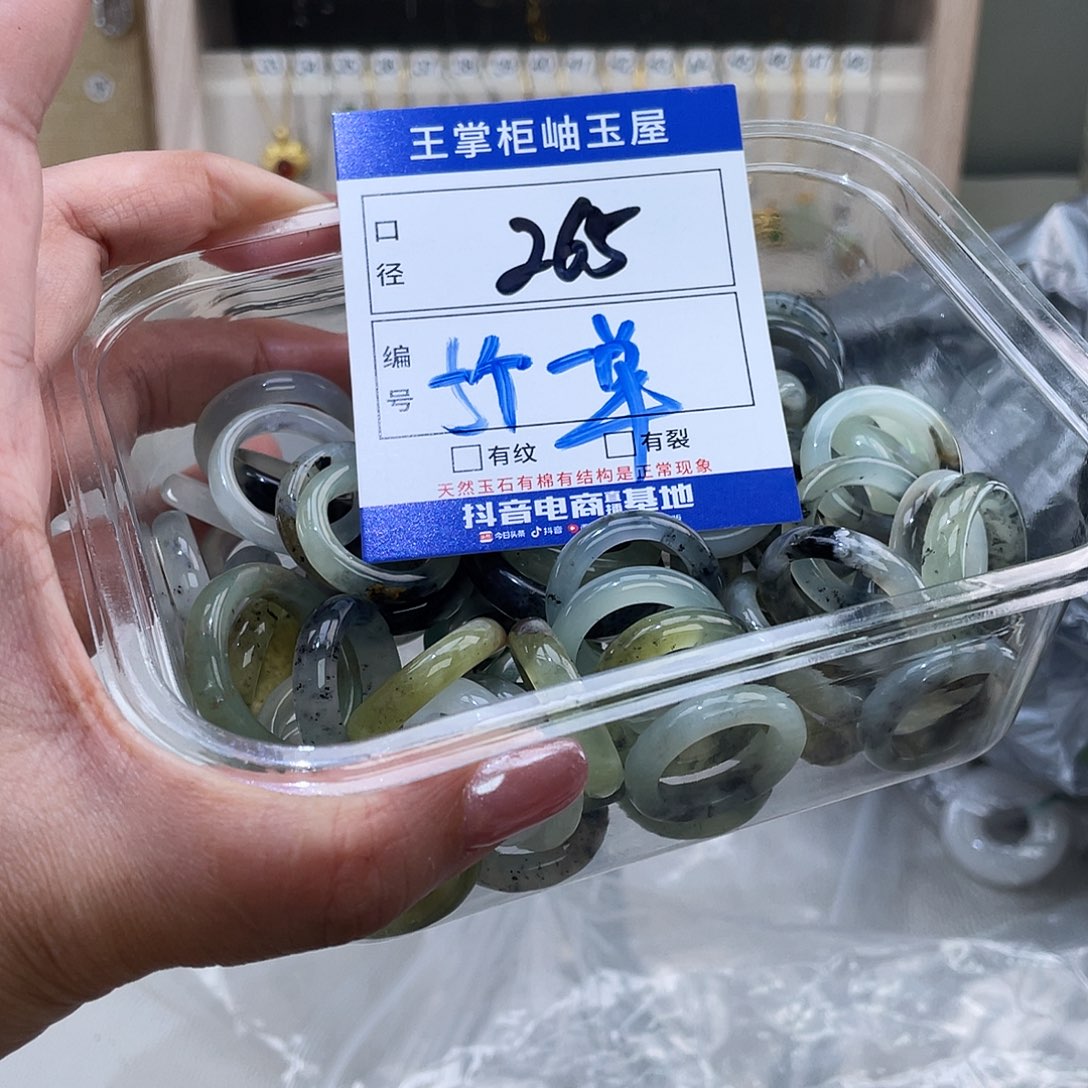 王掌柜岫玉屋
口径
265
编号
□有纹 □有裂
天然玉石有棉有结构是正常现象
抖音电商直播基地
今日头条 抖音